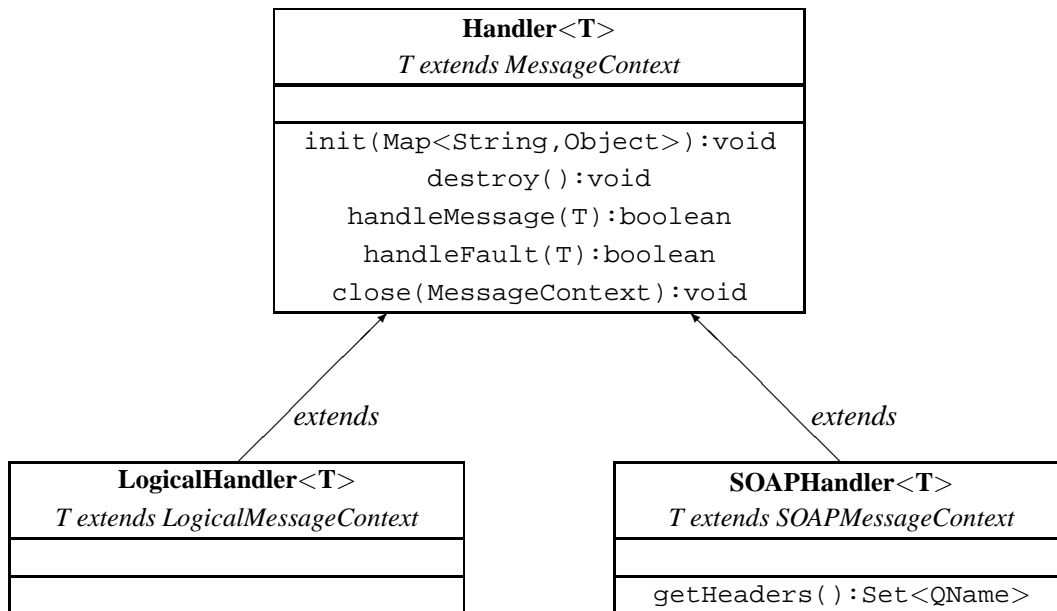 Handler<T>
T extends MessageContext
init(Map<String,Object>):void
destroy():void
handleMessage(T):boolean
handleFault(T):boolean
close(MessageContext):void
extends
extends
LogicalHandler<T>
T extends LogicalMessageContext
SOAPHandler<T>
T extends SOAPMessageContext
getHeaders():Set<QName>